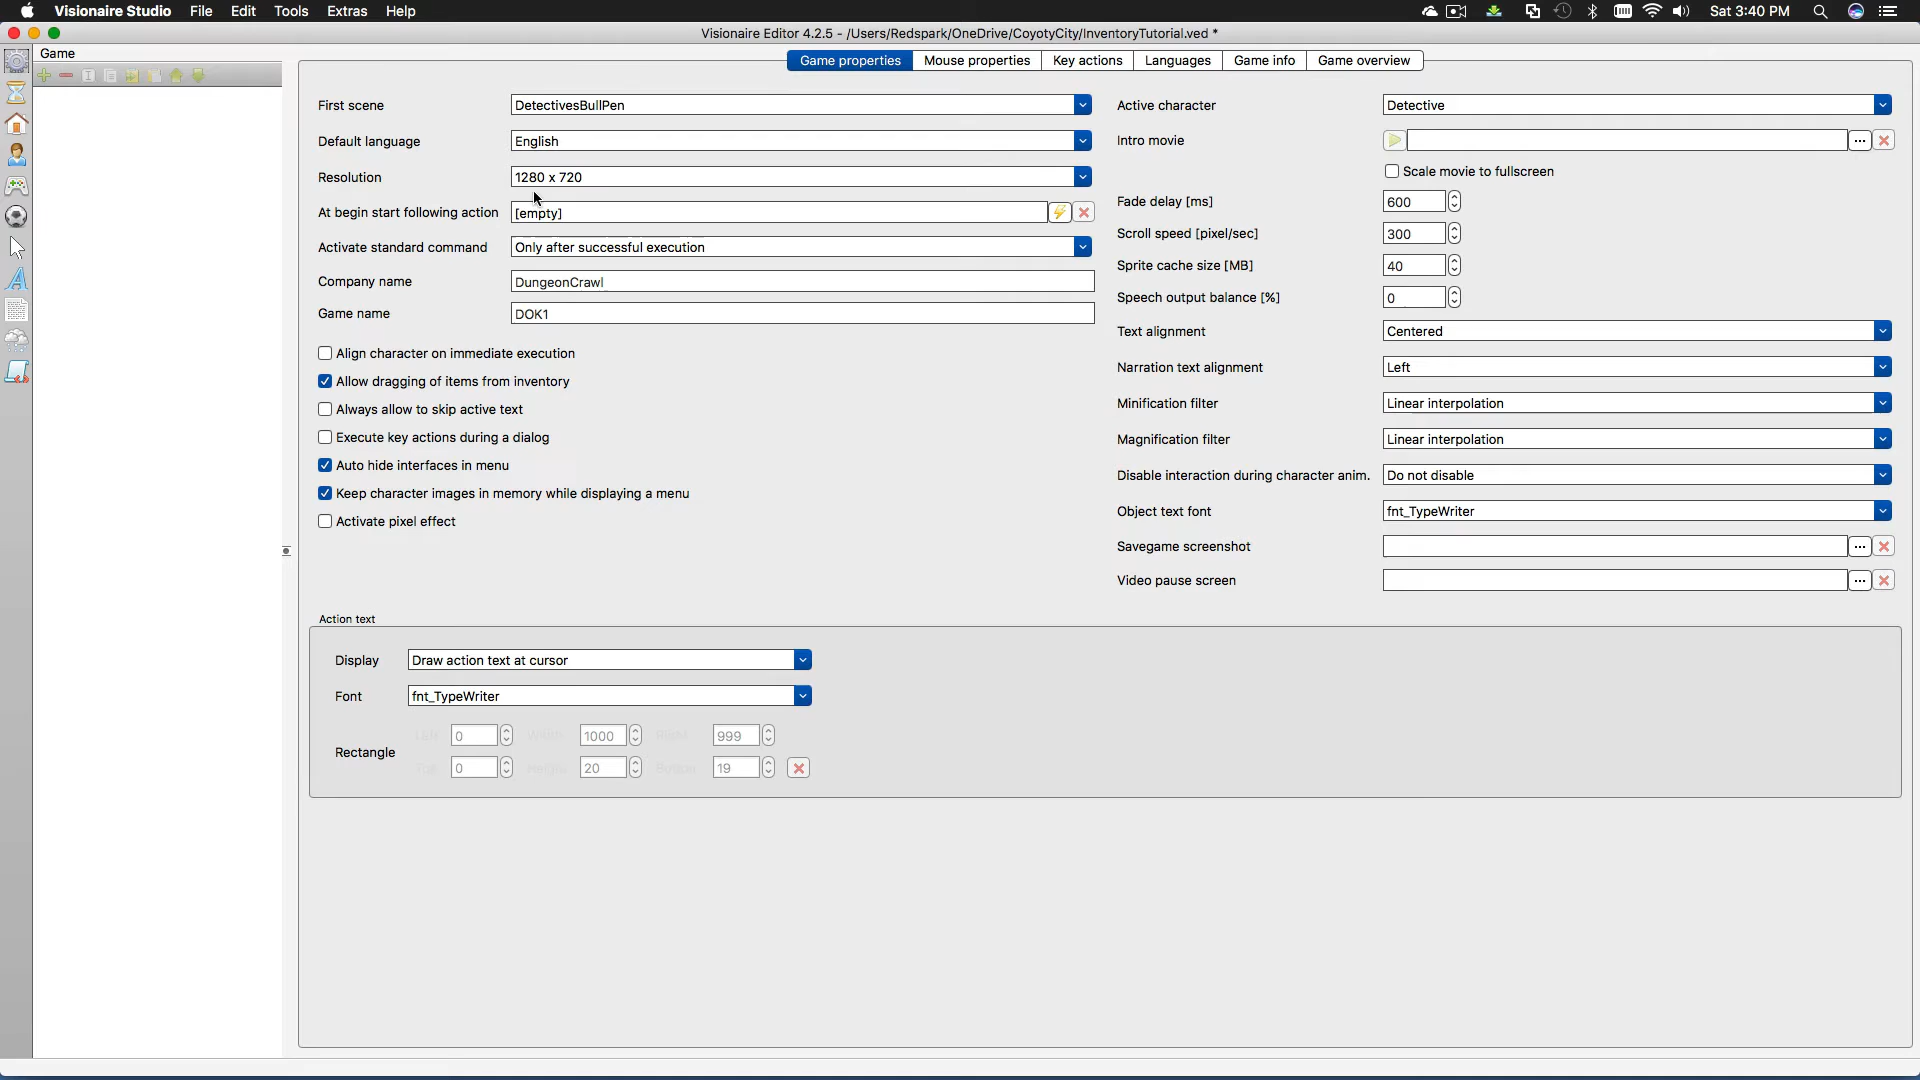 Visionaire Studio File Edit Tools Extras Help Sat 3:40 PM
Visionaire Editor 4.2.5 - /Users/Redspark/OneDrive/CoyotyCity/InventoryTutorial.ved *
Game
Game properties Mouse properties Key actions Languages Game info Game overview
First scene DetectivesBullPen
Default language English
Resolution 1280 x 720
At begin start following action [empty]
Activate standard command Only after successful execution
Company name DungeonCrawl
Game name DOK1
Align character on immediate execution
Allow dragging of items from inventory
Always allow to skip active text
Execute key actions during a dialog
Auto hide interfaces in menu
Keep character images in memory while displaying a menu
Activate pixel effect
Active character Detective
Intro movie ...
Scale movie to fullscreen
Fade delay [ms] 600
Scroll speed [pixel/sec] 300
Sprite cache size [MB] 40
Speech output balance [%] 0
Text alignment Centered
Narration text alignment Left
Minification filter Linear interpolation
Magnification filter Linear interpolation
Disable interaction during character anim. Do not disable
Object text font fnt_TypeWriter
Savegame screenshot ...
Video pause screen ...
Action text
Display Draw action text at cursor
Font fnt_TypeWriter
Rectangle
Left 0 Width 1000 Right 999
Top 0 Height 20 Bottom 19